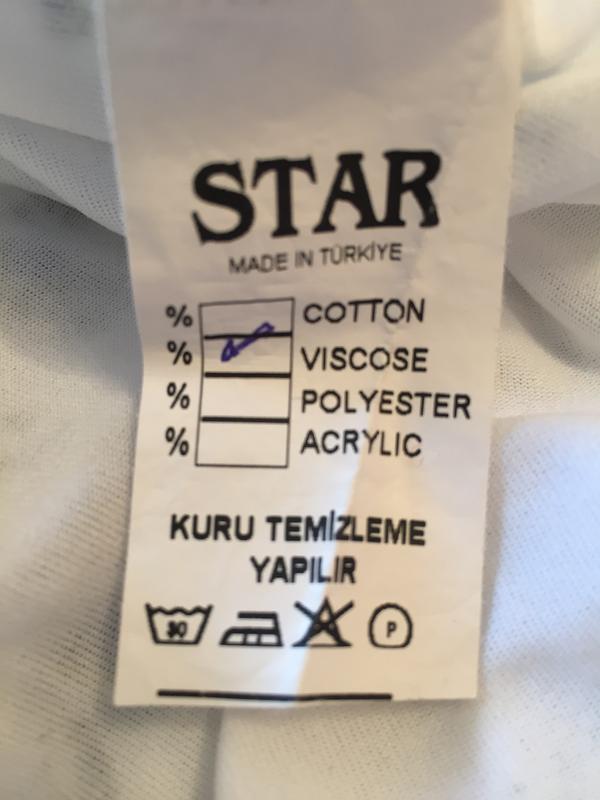 STAR
MADE IN TÜRKİYE
% COTTON
% VISCOSE
% POLYESTER
% ACRYLIC
KURU TEMİZLEME
YAPILIR
30
P